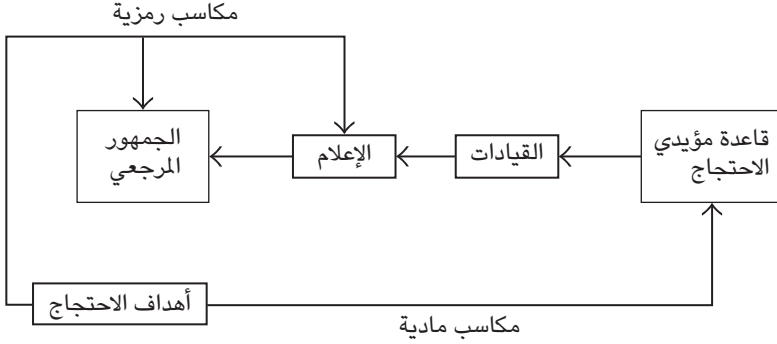 مكاسب رمزية
قاعدة مؤيدي
الاحتجاج
القيادات
الإعلام
الجمهور
المرجعي
أهداف الاحتجاج
مكاسب مادية